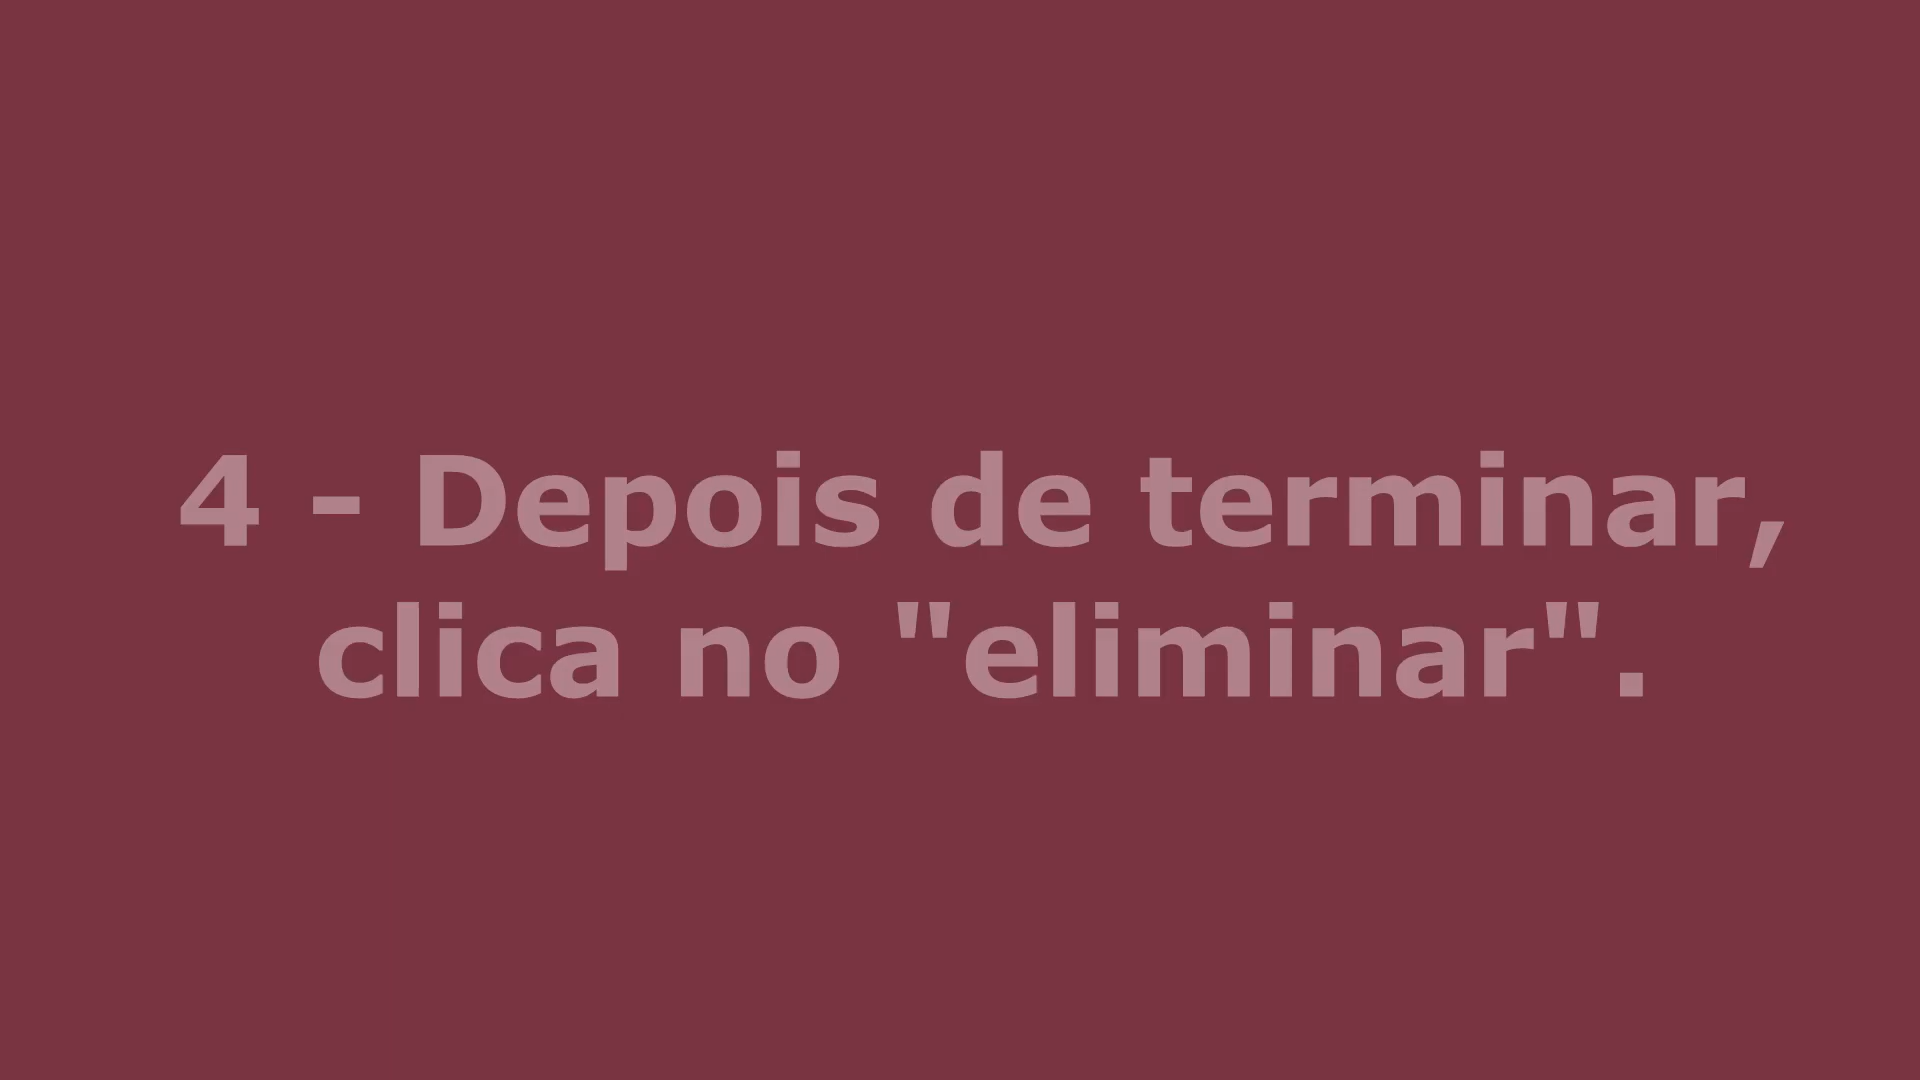 4 - Depois de terminar,
clica no "eliminar".